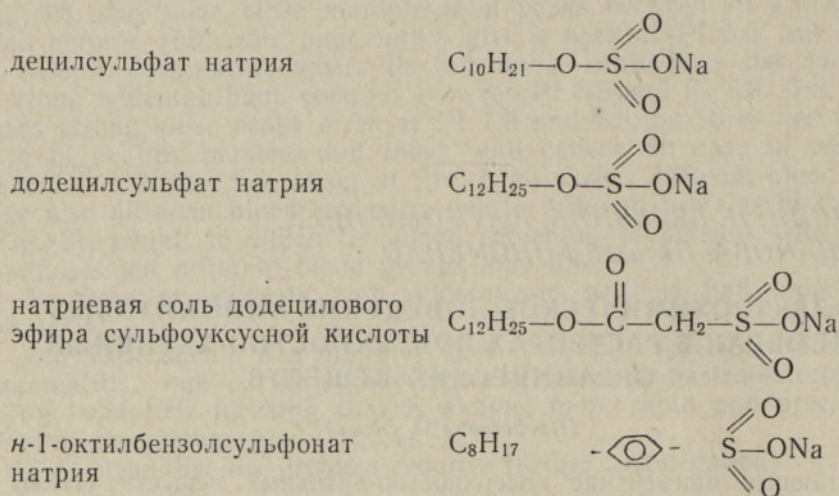 децилсульфат натрия C₁₀H₂₁—O—S—ONa
O
O
додецилсульфат натрия C₁₂H₂₅—O—S—ONa
O
O
натриевая соль додецилового
эфира сульфоуксусной кислоты C₁₂H₂₅—O—C—CH₂—S—ONa
O
O
O
н-1-октилбензолсульфонат
натрия C₈H₁₇ S—ONa
O
O